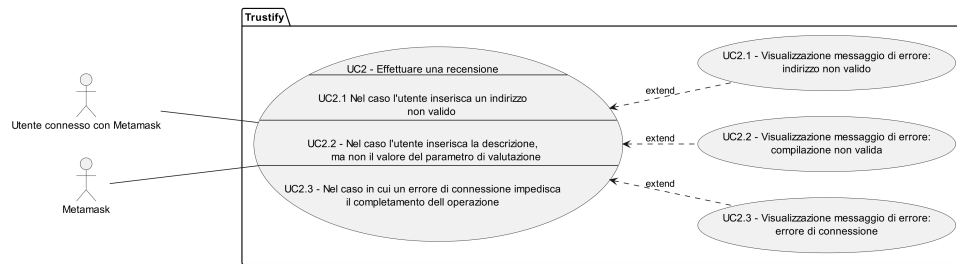 Trustify
UC2 - Effettuare una recensione
UC2.1 Nel caso l'utente inserisca un indirizzo
non valido
UC2.2 - Nel caso l'utente inserisca la descrizione,
ma non il valore del parametro di valutazione
UC2.3 - Nel caso in cui un errore di connessione impedisca
il completamento dell operazione
Utente connesso con Metamask
Metamask
extend
extend
extend
UC2.1 - Visualizzazione messaggio di errore:
indirizzo non valido
UC2.2 - Visualizzazione messaggio di errore:
compilazione non valida
UC2.3 - Visualizzazione messaggio di errore:
errore di connessione